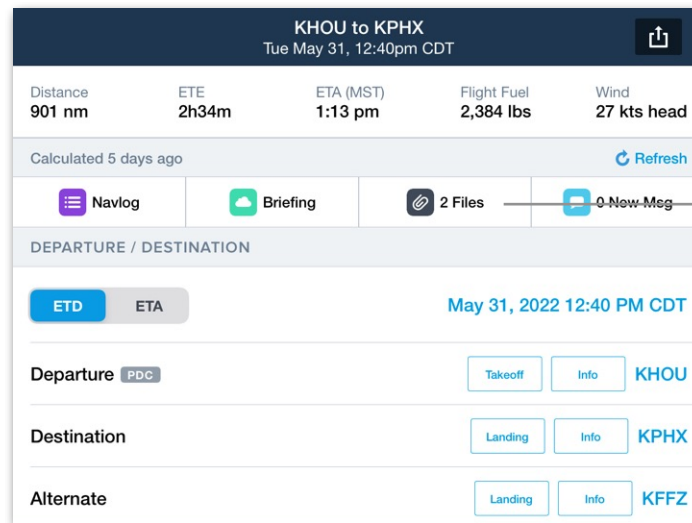 KHOU to KPHX
Tue May 31, 12:40pm CDT
Distance ETE ETA (MST) Flight Fuel Wind
901 nm 2h34m 1:13 pm 2,384 lbs 27 kts head
Calculated 5 days ago Refresh
Navlog Briefing 2 Files 0 New Msg
DEPARTURE / DESTINATION
ETD ETA May 31, 2022 12:40 PM CDT
Departure PDC Takeoff Info KHOU
Destination Landing Info KPHX
Alternate Landing Info KFFZ